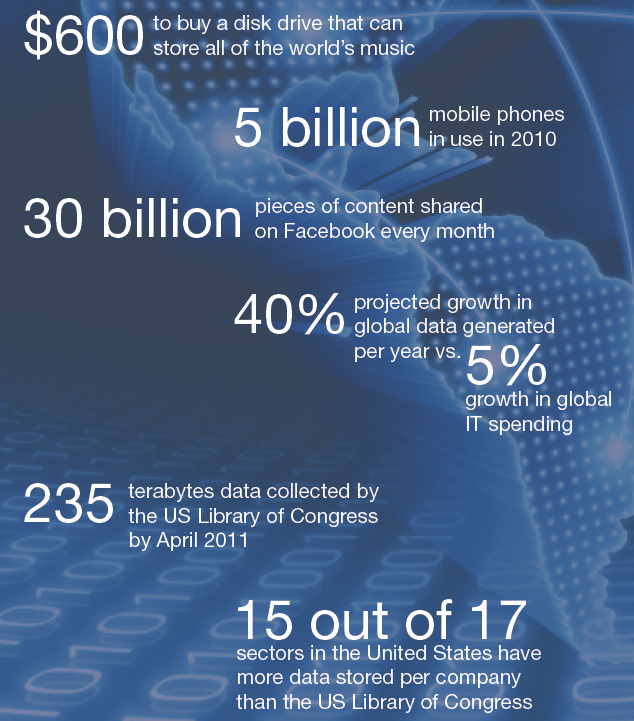 $600 to buy a disk drive that can
store all of the world's music
5 billion mobile phones
in use in 2010
30 billion pieces of content shared
on Facebook every month
40% projected growth in
global data generated
per year vs. 5%
growth in global
IT spending
235 terabytes data collected by
the US Library of Congress
by April 2011
15 out of 17
sectors in the United States have
more data stored per company
than the US Library of Congress